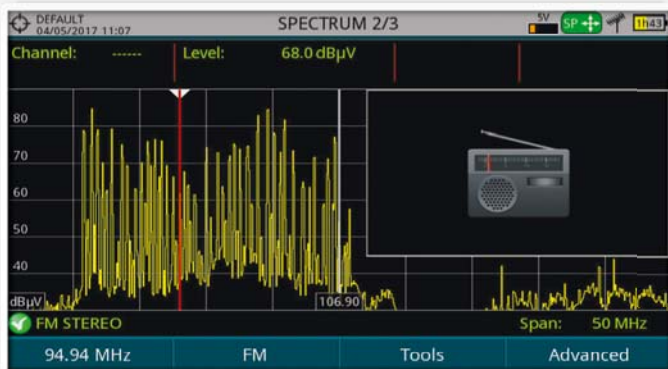 DEFAULT
04/05/2017 11:07
SPECTRUM 2/3
5V
SP
1h43
Channel: ------ Level: 68.0 dBµV
80
70
60
50
40
dBµV
106.90
FM STEREO
Span: 50 MHz
94.94 MHz FM Tools Advanced